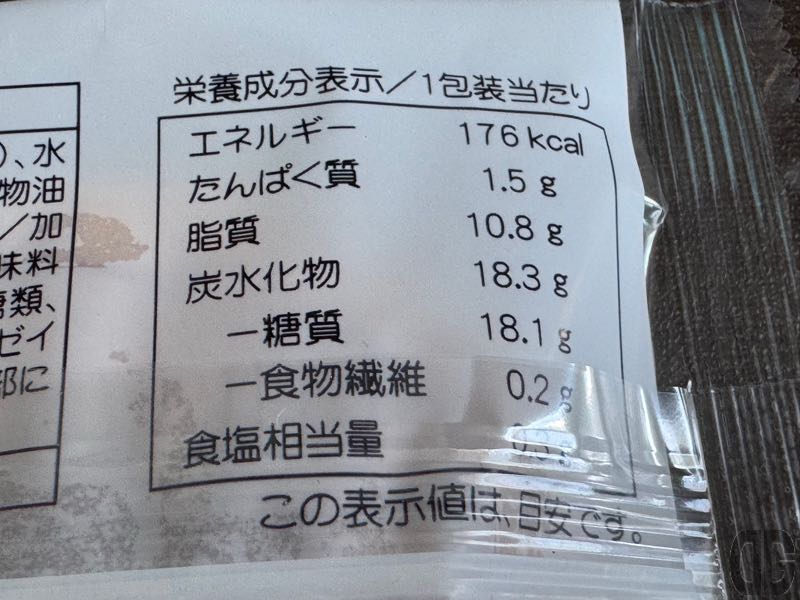 )、水
物油
／加
味料
糖類、
ゼイ
部に
栄養成分表示／1包装当たり
エネルギー 176 kcal
たんぱく質 1.5 g
脂質 10.8 g
炭水化物 18.3 g
－糖質 18.1 g
－食物繊維 0.2 g
食塩相当量
この表示値は、目安です。